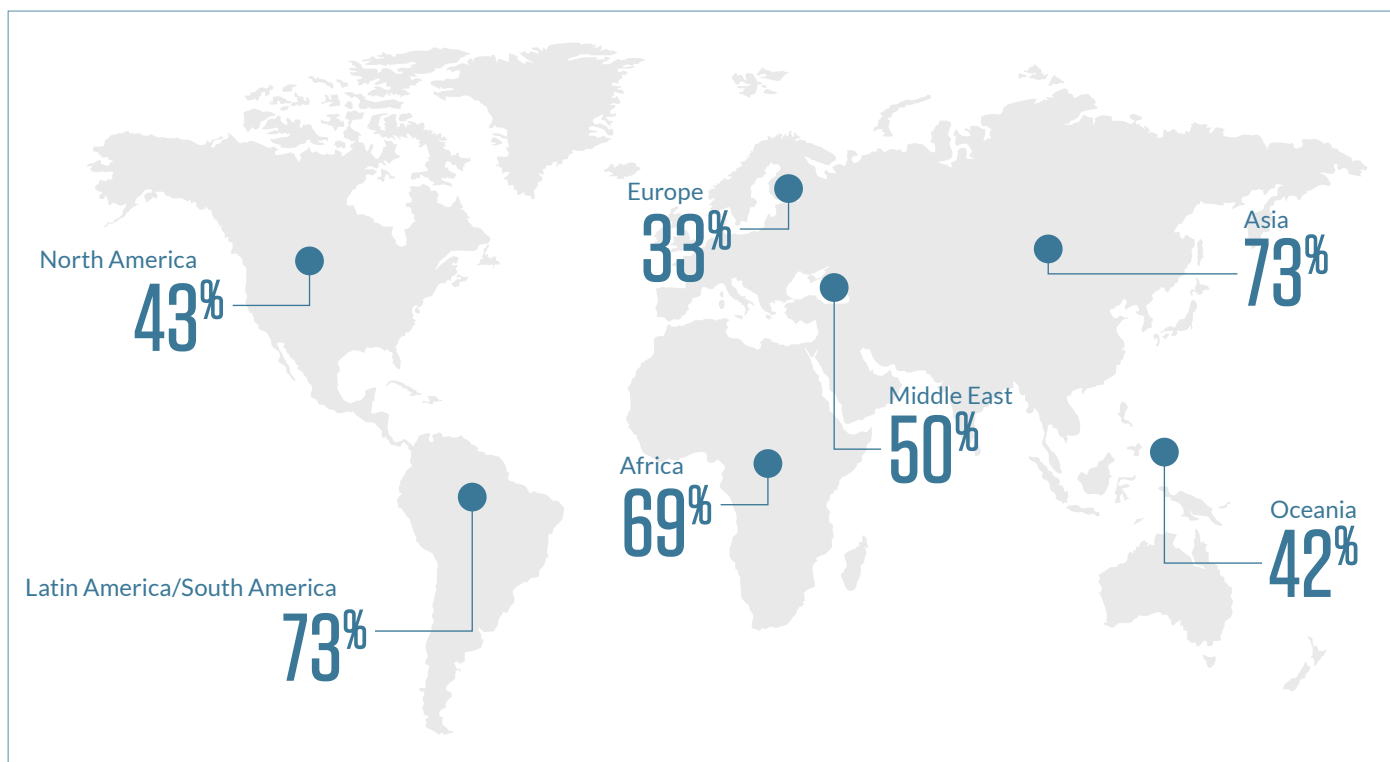 Europe
33%
Asia
73%
North America
43%
Middle East
50%
Africa
69%
Oceania
42%
Latin America/South America
73%